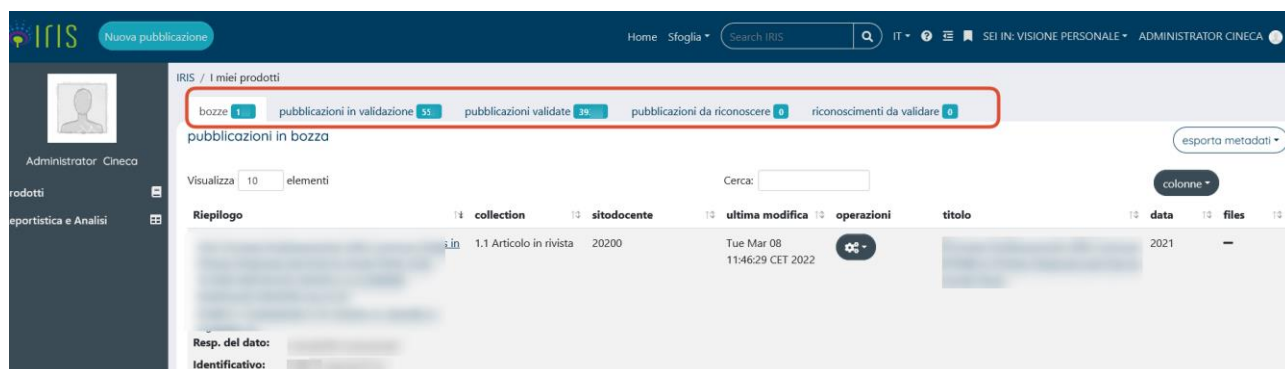 IRIS Nuova pubblicazione Home Sfoglia Search IRIS IT SEI IN: VISIONE PERSONALE ADMINISTRATOR CINECA
IRIS / I miei prodotti
bozze 1 pubblicazioni in validazione 55 pubblicazioni validate 39 pubblicazioni da riconoscere 0 riconoscimenti da validare 0
pubblicazioni in bozza esporta metadati
Administrator Cineca
Visualizza 10 elementi Cerca: colonne
rodotti
eportistica e Analisi
Riepilogo collection sitodocente ultima modifica operazioni titolo data files
s in 1.1 Articolo in rivista 20200 Tue Mar 08 2021 –
11:46:29 CET 2022
Resp. del dato:
Identificativo: